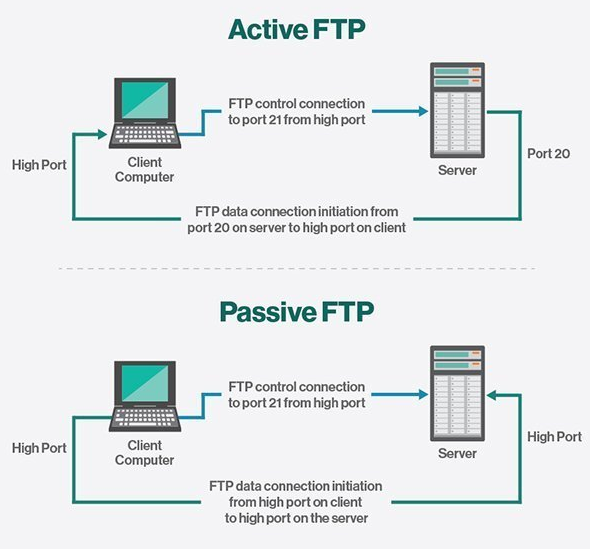 Active FTP
FTP control connection
to port 21 from high port
High Port
Client
Computer
Server
Port 20
FTP data connection initiation from
port 20 on server to high port on client
Passive FTP
FTP control connection
to port 21 from high port
High Port
Client
Computer
Server
High Port
FTP data connection initiation
from high port on client
to high port on the server